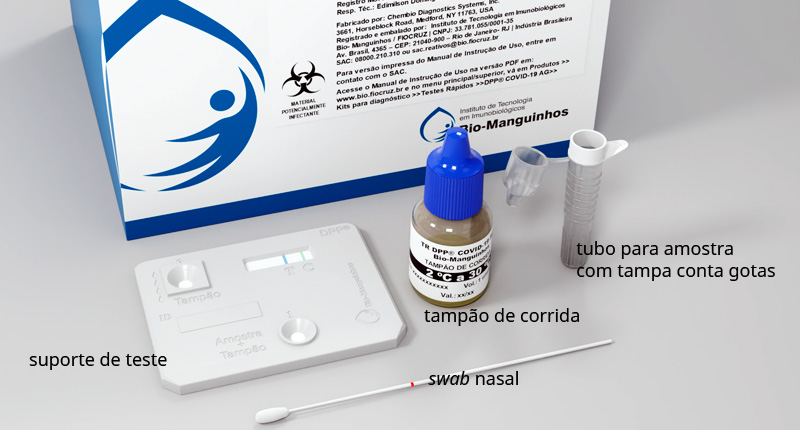 Resp. Téc.: Edimilson Domin
Fabricado por: Chembio Diagnostics Systems, Inc.
3661, Horseblock Road, Medford, NY 11763, USA
Registrado e embalado por: Instituto de Tecnologia em Imunobiológicos
Bio- Manguinhos / FIOCRUZ | CNPJ: 33.781.055/0001-35
Av. Brasil, 4365 – CEP: 21040-900 – Rio de Janeiro- RJ | Indústria Brasileira
SAC: 08000.210.310 ou sac.reativos@bio.fiocruz.br
Para versão impressa do Manual de Instrução de Uso, entre em
contato com o SAC.
Acesse o Manual de Instrução de Uso na versão PDF em:
www.bio.fiocruz.br e no menu principal/superior, vá em Produtos >>
Kits para diagnóstico >>Testes Rápidos >>DPP® COVID-19 AG>>
MATERIAL
POTENCIALMENTE
INFECTANTE
Instituto de Tecnologia
em Imunobiológicos
Bio-Manguinhos
TR DPP® COVID-19
Bio-Manguinhos
TAMPÃO DE CORRID
2 °C a 30
Vol.:
Val.: xx/xx
DPP®
T C
Tampão
Amostra
+
Tampão
tubo para amostra
com tampa conta gotas
tampão de corrida
suporte de teste
swab nasal